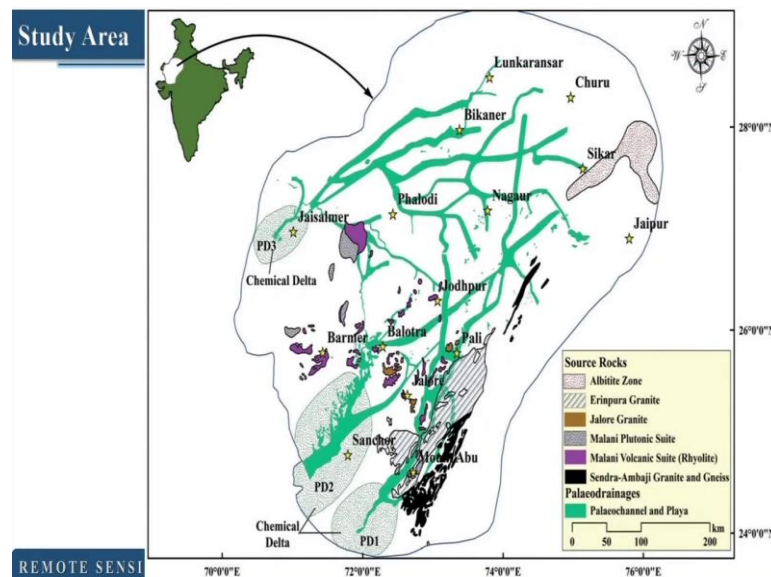 Study Area
N
W
E
S
Lunkaransar
Churu
Bikaner
28°0'0"N
Sikar
Phalodi
Nagaur
Jaisalmer
Jaipur
PD3
Chemical Delta
Jodhpur
26°0'0"N
Barmer
Balotra
Pali
Jalore
Sanchor
Mount Abu
PD2
Chemical
Delta
PD1
24°0'0"N
Source Rocks
Albitite Zone
Erinpura Granite
Jalore Granite
Malani Plutonic Suite
Malani Volcanic Suite (Rhyolite)
Sendra-Ambaji Granite and Gneiss
Palaeodrainages
Palaeochannel and Playa
km
0 50 100 200
70°0'0"E 72°0'0"E 74°0'0"E 76°0'0"E
REMOTE SENSI